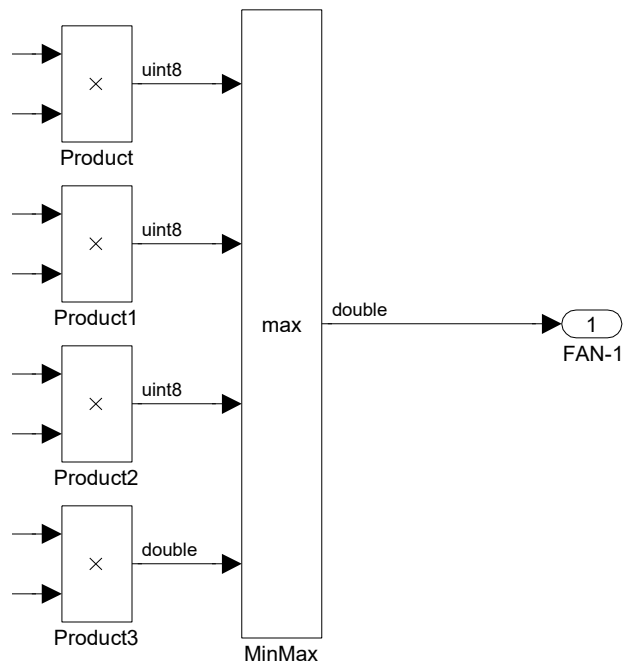 uint8
×
Product
uint8
×
Product1
max
double
1
FAN-1
uint8
×
Product2
double
×
Product3
MinMax